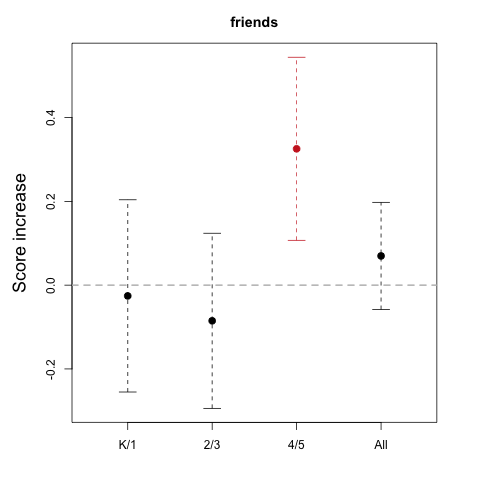 friends
Score increase
0.4
0.2
0.0
-0.2
K/1
2/3
4/5
All